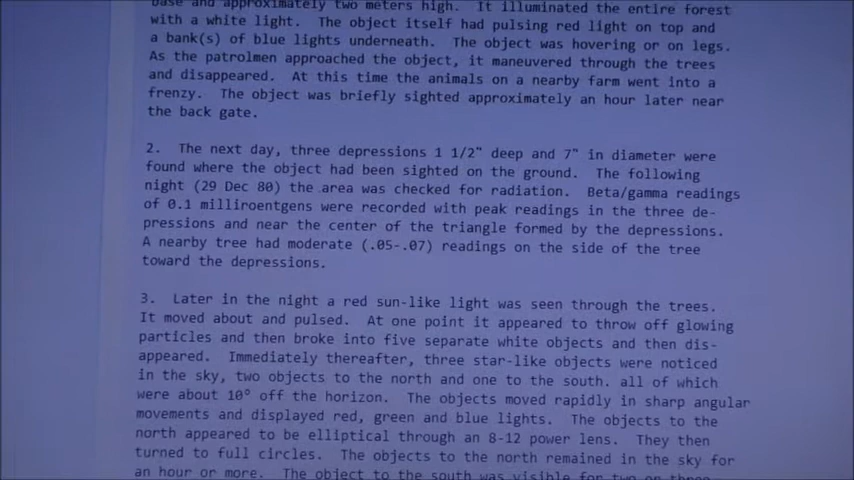 base and approximately two meters high.  It illuminated the entire forest
with a white light.  The object itself had pulsing red light on top and
a bank(s) of blue lights underneath.  The object was hovering or on legs.
As the patrolmen approached the object, it maneuvered through the trees
and disappeared.  At this time the animals on a nearby farm went into a
frenzy.  The object was briefly sighted approximately an hour later near
the back gate.
2.  The next day, three depressions 1 1/2" deep and 7" in diameter were
found where the object had been sighted on the ground.  The following
night (29 Dec 80) the area was checked for radiation.  Beta/gamma readings
of 0.1 milliroentgens were recorded with peak readings in the three de-
pressions and near the center of the triangle formed by the depressions.
A nearby tree had moderate (.05-.07) readings on the side of the tree
toward the depressions.
3.  Later in the night a red sun-like light was seen through the trees.
It moved about and pulsed.  At one point it appeared to throw off glowing
particles and then broke into five separate white objects and then dis-
appeared.  Immediately thereafter, three star-like objects were noticed
in the sky, two objects to the north and one to the south. all of which
were about 10° off the horizon.  The objects moved rapidly in sharp angular
movements and displayed red, green and blue lights.  The objects to the
north appeared to be elliptical through an 8-12 power lens.  They then
turned to full circles.  The objects to the north remained in the sky for
an hour or more.  The object to the south was visible for two or three